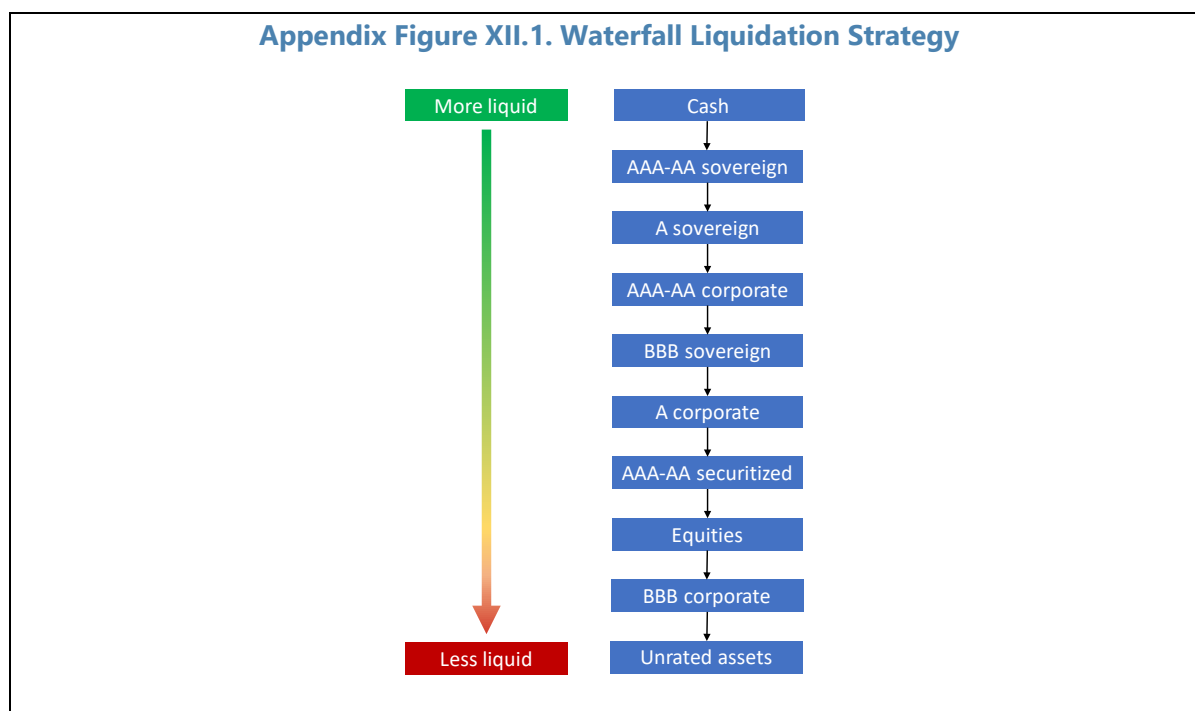 Appendix Figure XII.1. Waterfall Liquidation Strategy
More liquid
Cash
AAA-AA sovereign
A sovereign
AAA-AA corporate
BBB sovereign
A corporate
AAA-AA securitized
Equities
BBB corporate
Less liquid
Unrated assets